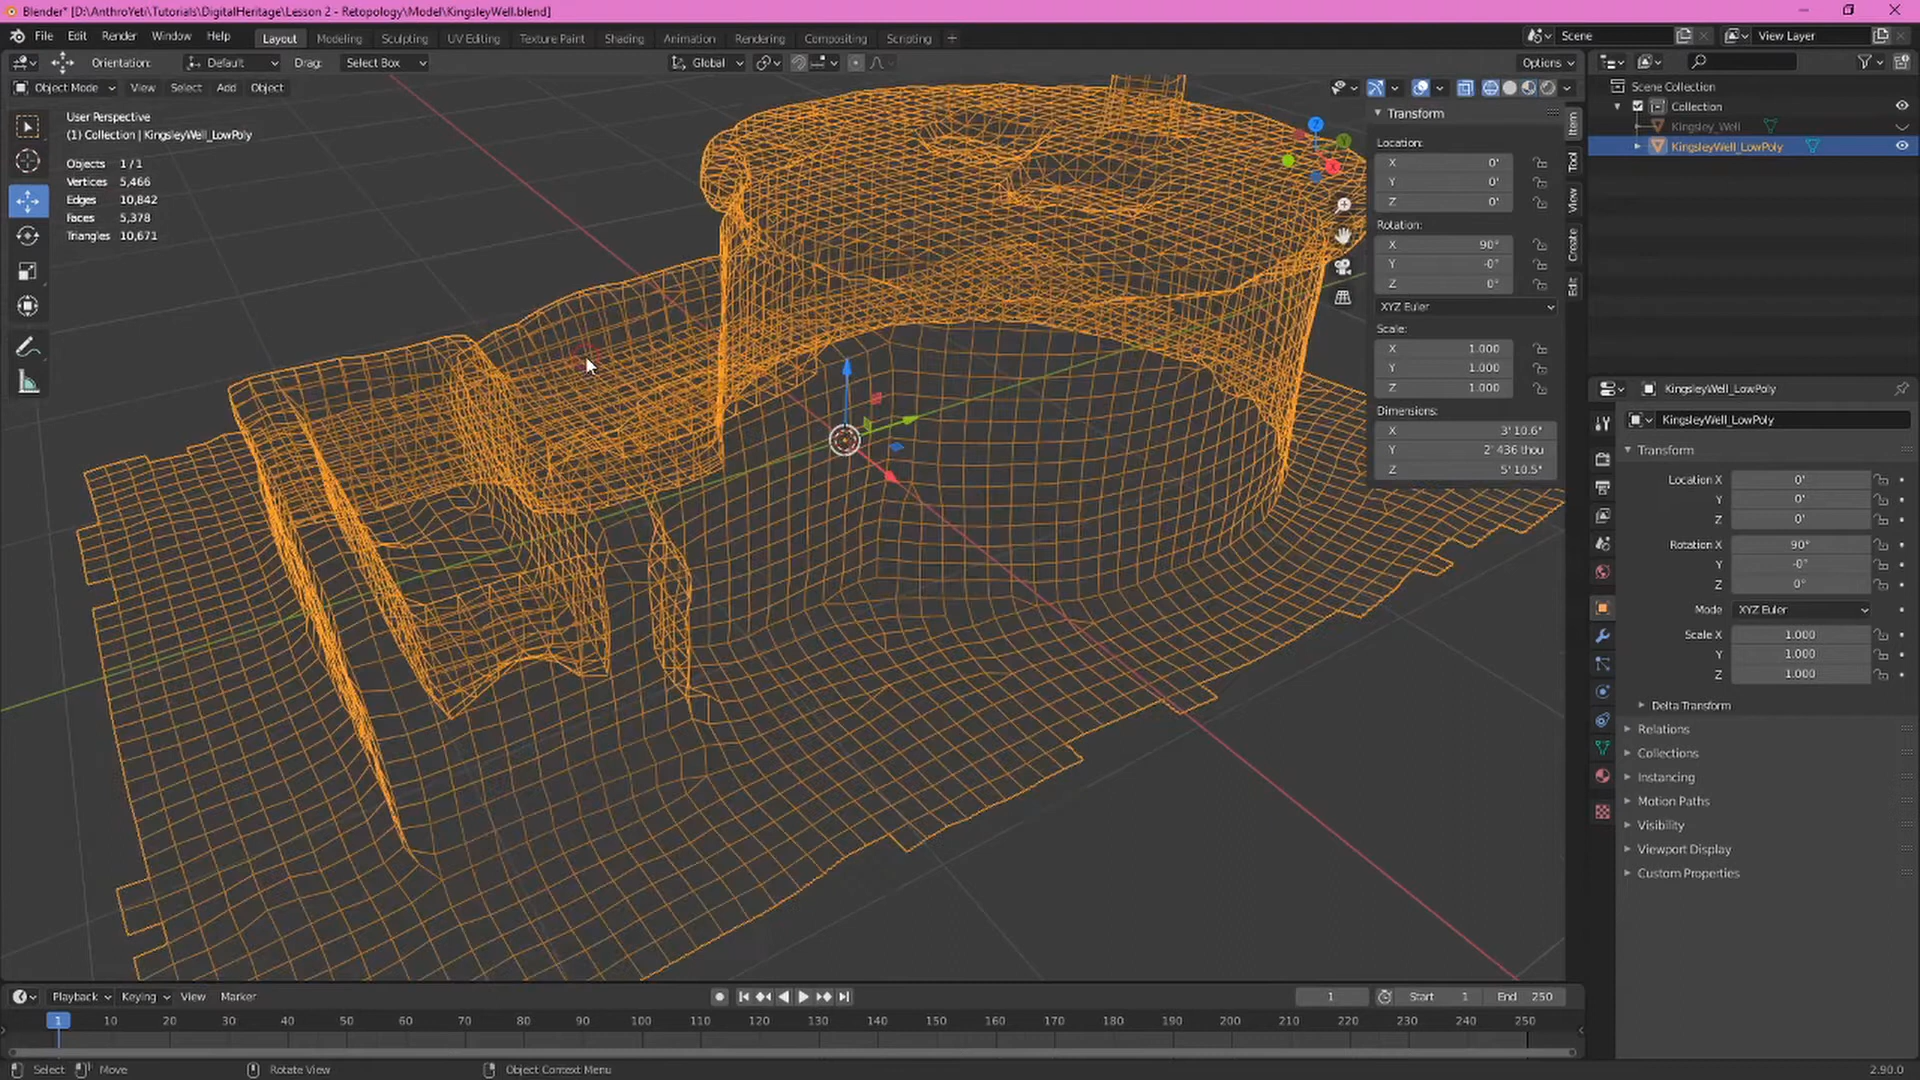 Blender* [D:\AnthroYeti\Tutorials\DigitalHeritage\Lesson 2 - Retopology\Model\KingsleyWell.blend]
File Edit Render Window Help Layout Modeling Sculpting UV Editing Texture Paint Shading Animation Rendering Compositing Scripting + Scene View Layer
Orientation: Default Drag: Select Box Global Options
Object Mode View Select Add Object
User Perspective
(1) Collection | KingsleyWell_LowPoly
Objects 1/1
Vertices 5,466
Edges 10,842
Faces 5,378
Triangles 10,671
Transform
Location:
X 0'
Y 0'
Z 0'
Rotation:
X 90°
Y -0°
Z 0°
XYZ Euler
Scale:
X 1.000
Y 1.000
Z 1.000
Dimensions:
X 3' 10.6"
Y 2' 436 thou
Z 5' 10.5"
Item
Tool
View
Create
Edit
Z
Scene Collection
Collection
Kingsley_Well
KingsleyWell_LowPoly
KingsleyWell_LowPoly
KingsleyWell_LowPoly
Transform
Location X 0'
Y 0'
Z 0'
Rotation X 90°
Y -0°
Z 0°
Mode XYZ Euler
Scale X 1.000
Y 1.000
Z 1.000
Delta Transform
Relations
Collections
Instancing
Motion Paths
Visibility
Viewport Display
Custom Properties
Playback Keying View Marker 1 Start 1 End 250
1 10 20 30 40 50 60 70 80 90 100 110 120 130 140 150 160 170 180 190 200 210 220 230 240 250
Select Move Rotate View Object Context Menu 2.90.0